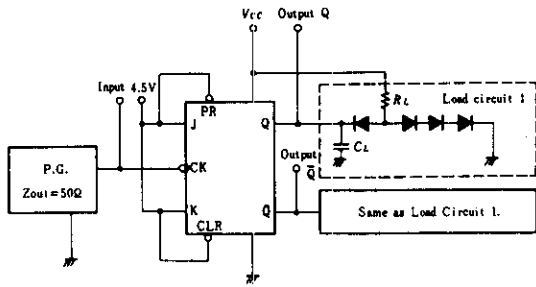 Vcc Output Q
Input 4.5V
RL
Load circuit 1
PR
J
Q
CL
P.G.
Zout=50Ω
CK
Output
Q̄
K
Q
Same as Load Circuit 1.
CLR